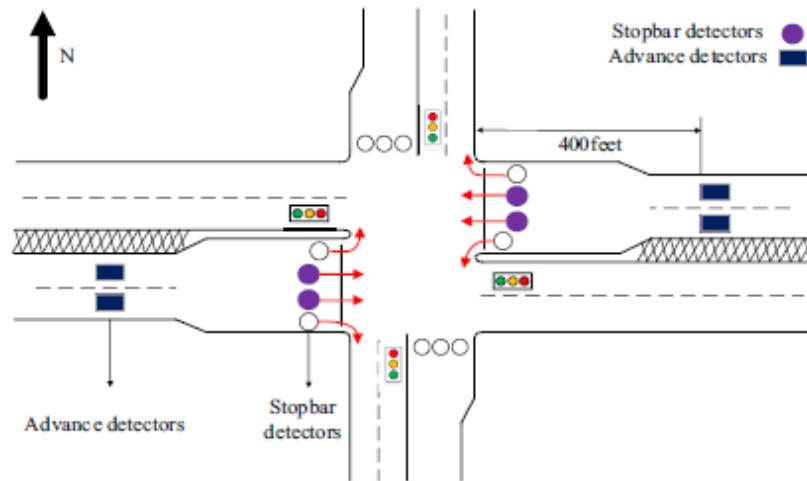 N
Stopbar detectors
Advance detectors
400 feet
Advance detectors
Stopbar
detectors